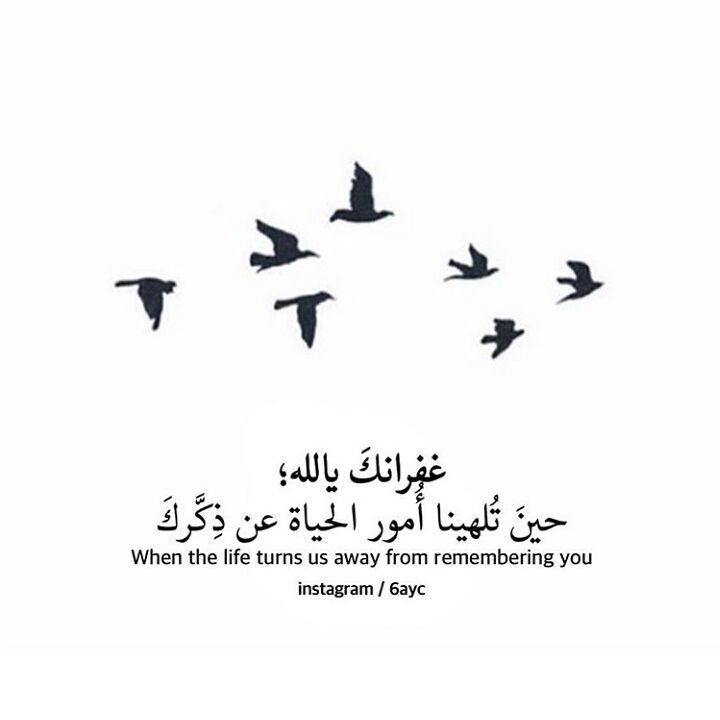 غفرانكَ يالله؛
حينَ تُلهينا أُمور الحياة عن ذِكَّركَ
When the life turns us away from remembering you
instagram / 6ayc